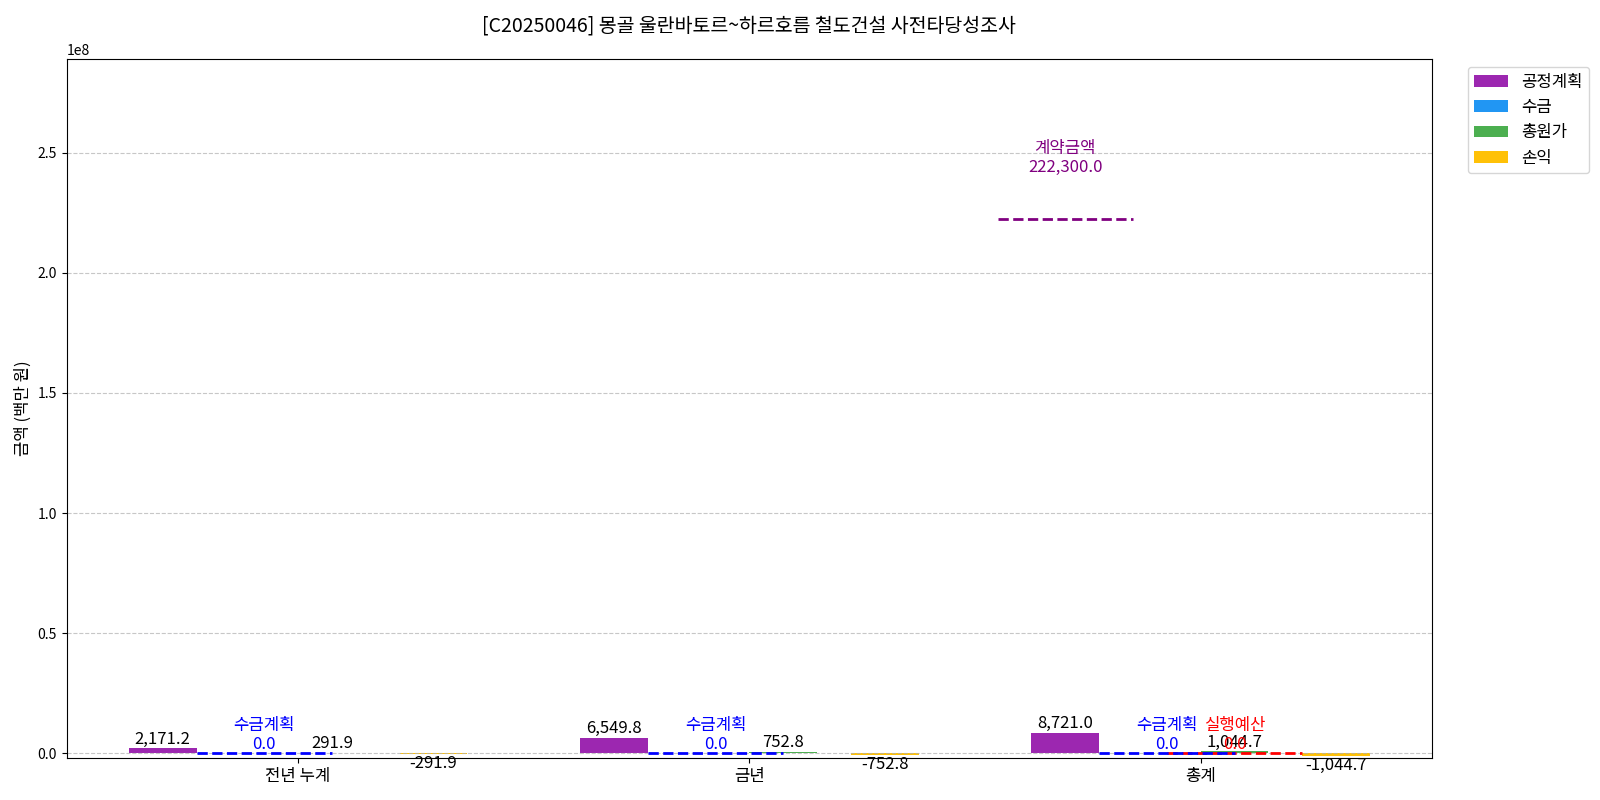 [C20250046] 몽골 울란바토르~하르호름 철도건설 사전타당성조사
1e8
공정계획
수금
총원가
손익
계약금액
222,300.0
2.5
2.0
1.5
1.0
0.5
0.0
금액 (백만 원)
수금계획
0.0
2,171.2
291.9
-291.9
6,549.8
수금계획
0.0
752.8
-752.8
8,721.0
수금계획
0.0
실행예산
0.0
1,044.7
-1,044.7
전년 누계
금년
총계